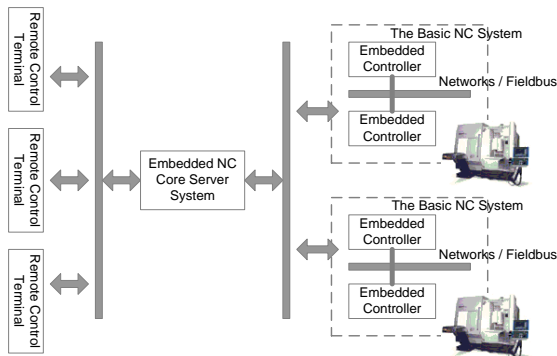 Remote Control
Terminal
Remote Control
Terminal
Remote Control
Terminal
Embedded NC
Core Server
System
The Basic NC System
Embedded
Controller
Networks / Fieldbus
Embedded
Controller
The Basic NC System
Embedded
Controller
Networks / Fieldbus
Embedded
Controller